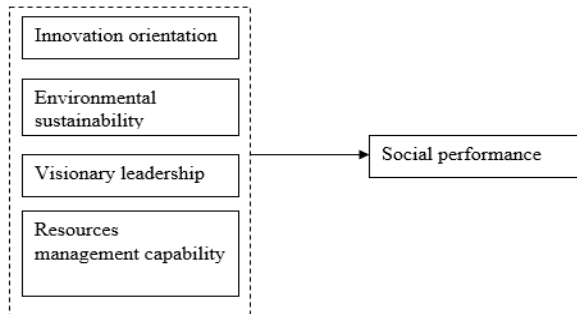 Innovation orientation
Environmental
sustainability
Visionary leadership
Social performance
Resources
management capability